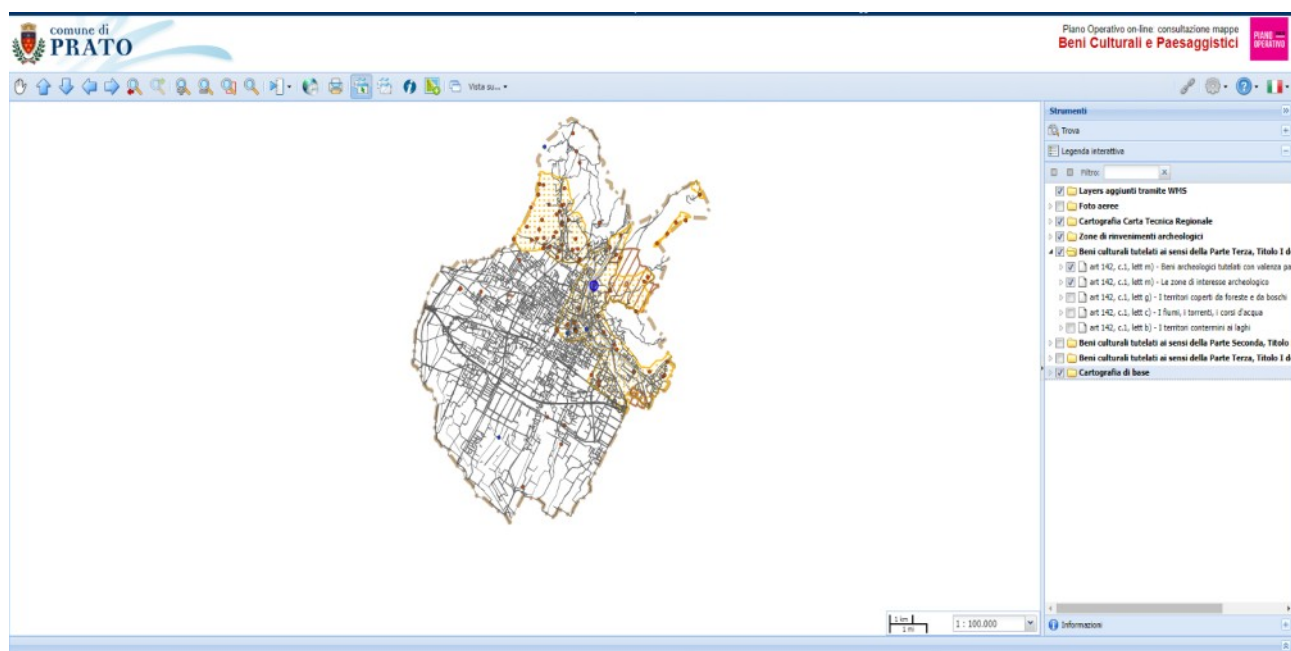 comune di
PRATO
Piano Operativo on-line: consultazione mappe
Beni Culturali e Paesaggistici
PIANO
OPERATIVO
Vista su...
Strumenti
Trova
Legenda interattiva
Filtro:
Layers aggiunti tramite WMS
Foto aeree
Cartografia Carta Tecnica Regionale
Zone di rinvenimenti archeologici
Beni culturali tutelati ai sensi della Parte Terza, Titolo I d
art 142, c.1, lett m) - Beni archeologici tutelati con valenza pa
art 142, c.1, lett m) - Le zone di interesse archeologico
art 142, c.1, lett g) - I territori coperti da foreste e da boschi
art 142, c.1, lett c) - I fiumi, i torrenti, i corsi d'acqua
art 142, c.1, lett b) - I territori contermini ai laghi
Beni culturali tutelati ai sensi della Parte Seconda, Titolo
Beni culturali tutelati ai sensi della Parte Terza, Titolo I d
Cartografia di base
1 km
1 mi
1 : 100.000
Informazioni